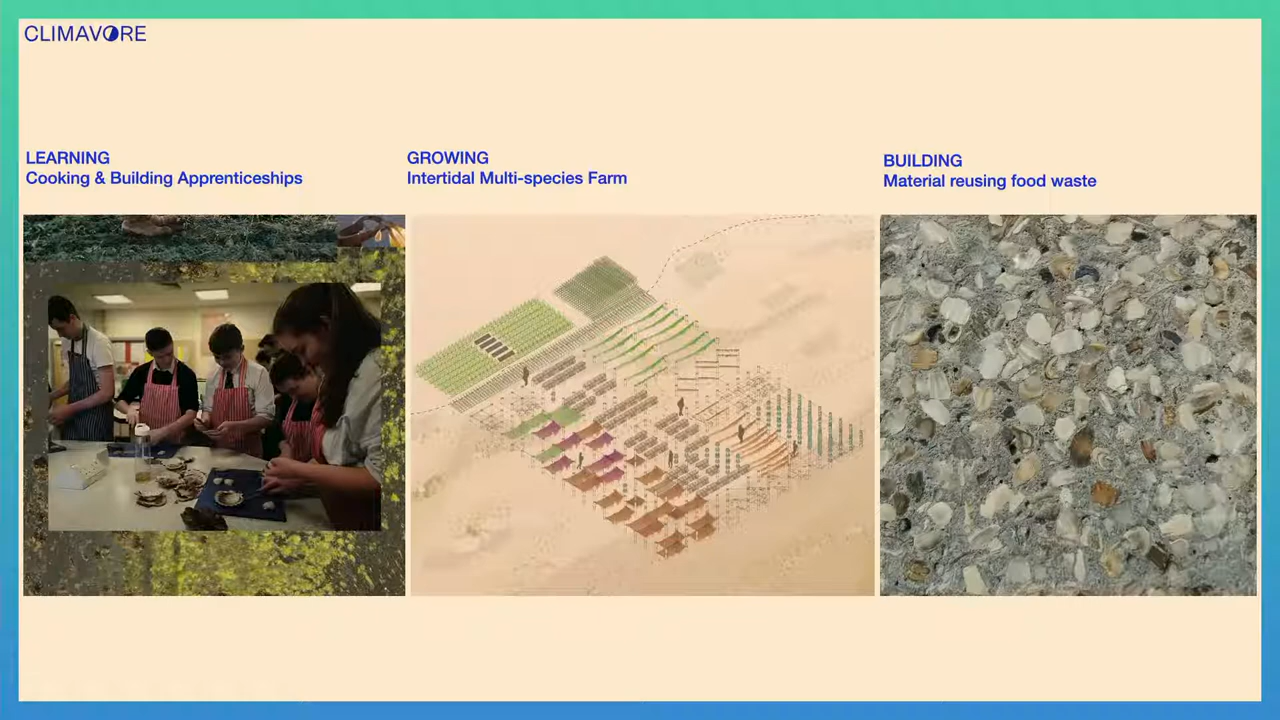 CLIMAVORE
LEARNING
Cooking & Building Apprenticeships
GROWING
Intertidal Multi-species Farm
BUILDING
Material reusing food waste